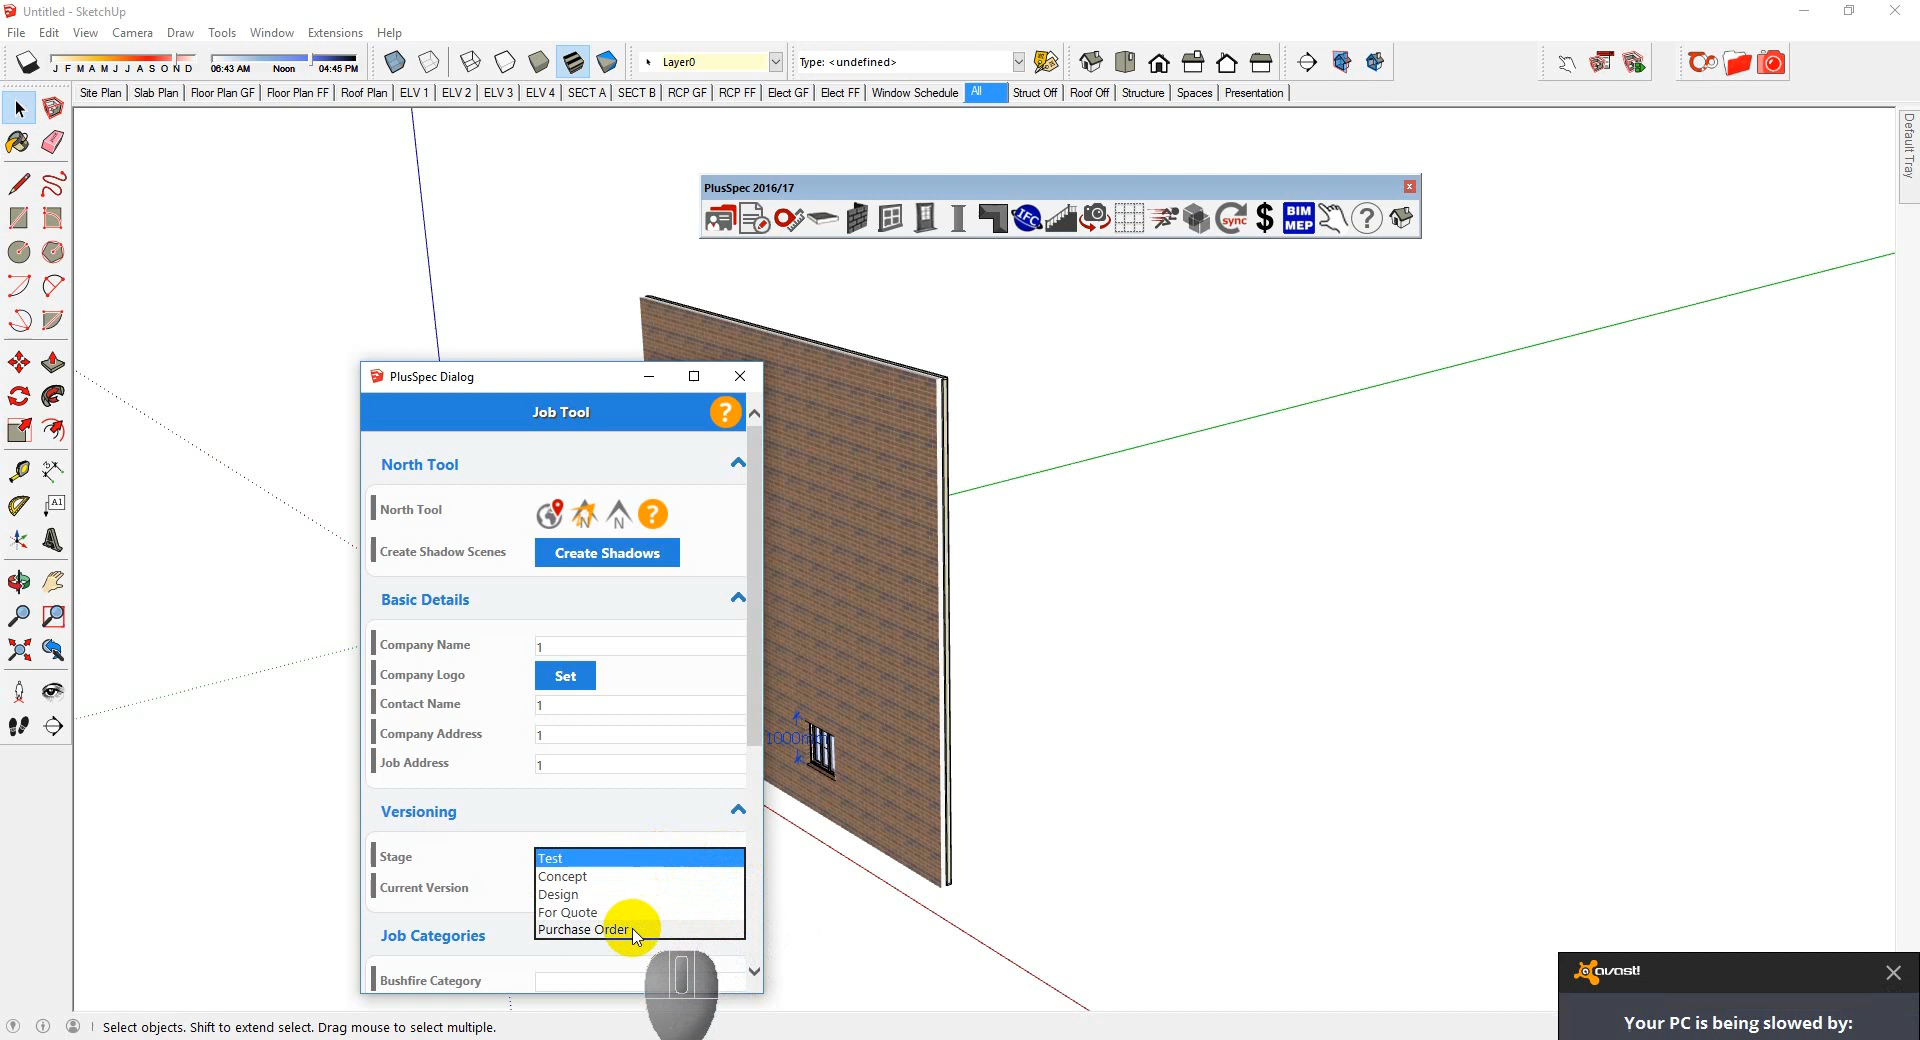 Untitled - SketchUp
File Edit View Camera Draw Tools Window Extensions Help
J F M A M J J A S O N D 06:43 AM Noon 04:45 PM Layer0 Type: <undefined>
Site Plan Slab Plan Floor Plan GF Floor Plan FF Roof Plan ELV 1 ELV 2 ELV 3 ELV 4 SECT A SECT B RCP GF RCP FF Elect GF Elect FF Window Schedule All Struct Off Roof Off Structure Spaces Presentation
Default Tray
PlusSpec 2016/17
IFC sync $ BIM MEP ?
PlusSpec Dialog
Job Tool ?
North Tool
North Tool N N ?
Create Shadow Scenes Create Shadows
Basic Details
Company Name 1
Company Logo Set
Contact Name 1
Company Address 1
Job Address 1
Versioning
Stage Test
Concept
Current Version Design
For Quote
Purchase Order
Job Categories
Bushfire Category
A1
Select objects. Shift to extend select. Drag mouse to select multiple.
avast!
Your PC is being slowed by: